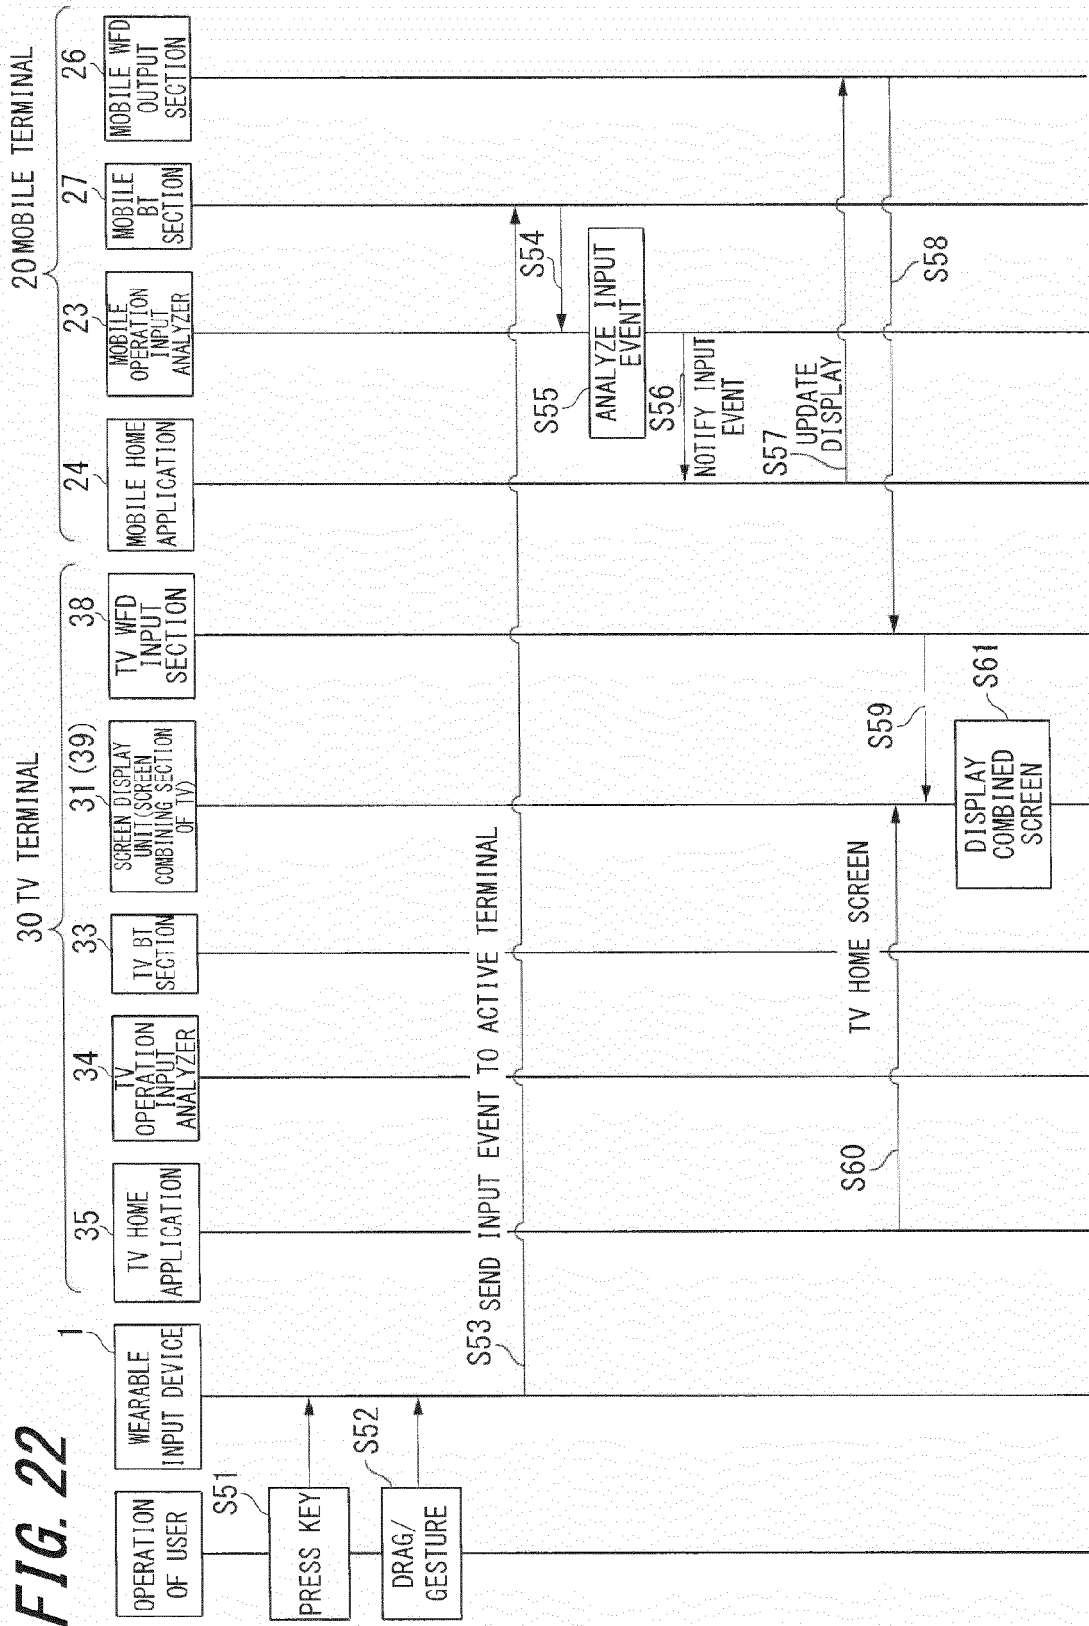 FIG. 22
OPERATION
OF USER
1
WEARABLE
INPUT DEVICE
30 TV TERMINAL
35
TV HOME
APPLICATION
34
TV
OPERATION
INPUT
ANALYZER
33
TV BT
SECTION
31 (39)
SCREEN DISPLAY
UNIT(SCREEN
COMBINING SECTION
OF TV)
38
TV WFD
INPUT
SECTION
20 MOBILE TERMINAL
24
MOBILE HOME
APPLICATION
23
MOBILE
OPERATION
INPUT
ANALYZER
27
MOBILE
BT
SECTION
26
MOBILE WFD
OUTPUT
SECTION
S51
PRESS KEY
S52
DRAG/
GESTURE
S53
SEND INPUT EVENT TO ACTIVE TERMINAL
S54
S55
ANALYZE INPUT
EVENT
S56
NOTIFY INPUT
EVENT
S57
UPDATE
DISPLAY
S58
S59
TV HOME SCREEN
S60
S61
DISPLAY
COMBINED
SCREEN